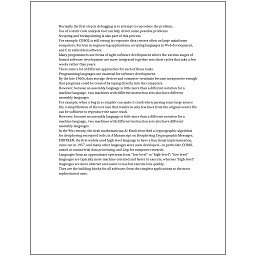 Normally the first step in debugging is to attempt to reproduce the problem.
Use of a static code analysis tool can help detect some possible problems.
Scripting and breakpointing is also part of this process.
For example, COBOL is still strong in corporate data centers often on large mainframe
computers, Fortran in engineering applications, scripting languages in Web development,
and C in embedded software.
Many programmers use forms of Agile software development where the various stages of
formal software development are more integrated together into short cycles that take a few
weeks rather than years.
There exist a lot of different approaches for each of those tasks.
Programming languages are essential for software development.
By the late 1960s, data storage devices and computer terminals became inexpensive enough
that programs could be created by typing directly into the computers.
However, because an assembly language is little more than a different notation for a
machine language, two machines with different instruction sets also have different
assembly languages.
For example, when a bug in a compiler can make it crash when parsing some large source
file, a simplification of the test case that results in only few lines from the original source file
can be sufficient to reproduce the same crash.
However, because an assembly language is little more than a different notation for a
machine language, two machines with different instruction sets also have different
assembly languages.
In the 9th century, the Arab mathematician Al-Kindi described a cryptographic algorithm
for deciphering encrypted code, in A Manuscript on Deciphering Cryptographic Messages.
FORTRAN, the first widely used high-level language to have a functional implementation,
came out in 1957, and many other languages were soon developed—in particular, COBOL
aimed at commercial data processing, and Lisp for computer research.
Languages form an approximate spectrum from "low-level" to "high-level"; "low-level"
languages are typically more machine-oriented and faster to execute, whereas "high-level"
languages are more abstract and easier to use but execute less quickly.
They are the building blocks for all software, from the simplest applications to the most
sophisticated ones.